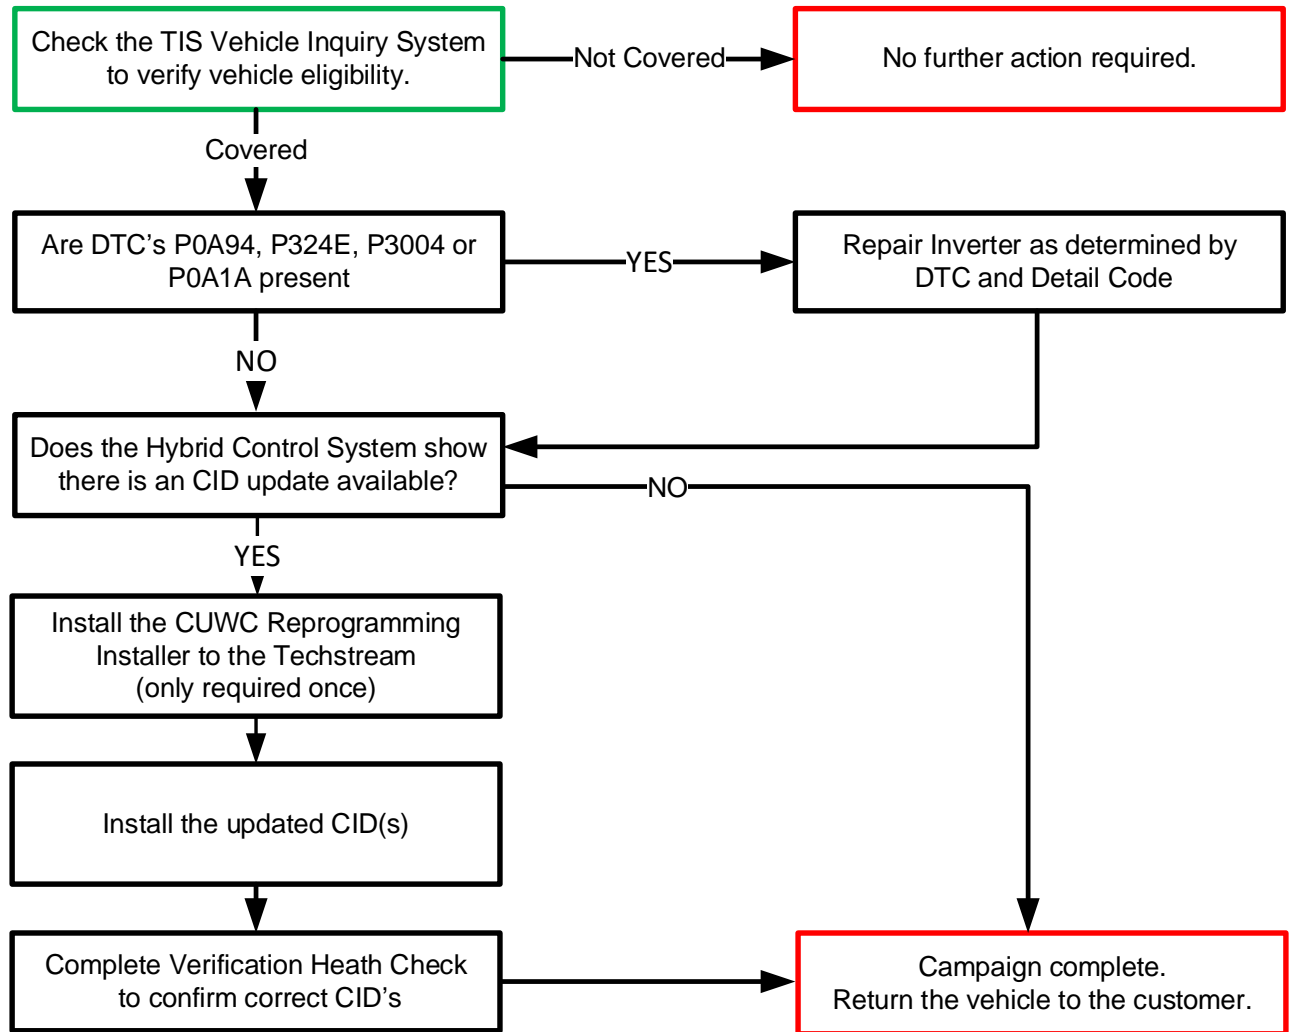 Check the TIS Vehicle Inquiry System
to verify vehicle eligibility.
Not Covered
No further action required.
Covered
Are DTC’s P0A94, P324E, P3004 or
P0A1A present
YES
Repair Inverter as determined by
DTC and Detail Code
NO
Does the Hybrid Control System show
there is an CID update available?
NO
YES
Install the CUWC Reprogramming
Installer to the Techstream
(only required once)
Install the updated CID(s)
Complete Verification Heath Check
to confirm correct CID’s
Campaign complete.
Return the vehicle to the customer.